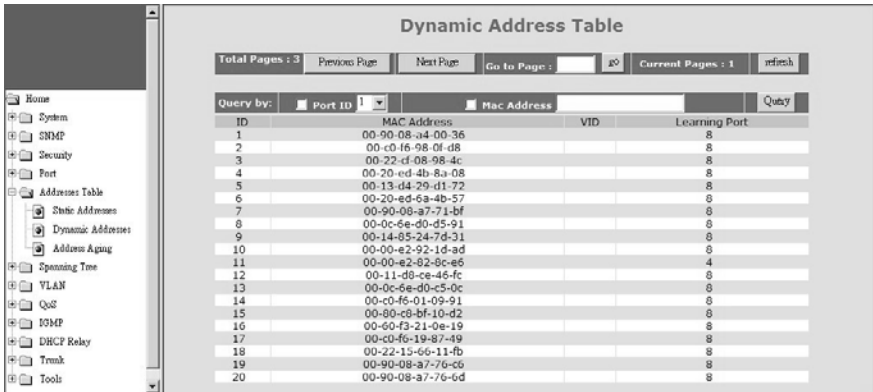 Dynamic Address Table
Total Pages : 3 Previous Page Next Page Go to Page : go Current Pages : 1 refresh
Query by: Port ID 1 Mac Address Query
ID MAC Address VID Learning Port
1 00-90-08-a4-00-36 8
2 00-c0-f6-98-0f-d8 8
3 00-22-cf-08-98-4c 8
4 00-20-ed-4b-8a-08 8
5 00-13-d4-29-d1-72 8
6 00-20-ed-6a-4b-57 8
7 00-90-08-a7-71-bf 8
8 00-0c-6e-d0-d5-91 8
9 00-14-85-24-7d-31 8
10 00-00-e2-92-1d-ad 8
11 00-00-e2-82-8c-e6 4
12 00-11-d8-ce-46-fc 8
13 00-0c-6e-d0-c5-0c 8
14 00-c0-f6-01-09-91 8
15 00-80-c8-bf-10-d2 8
16 00-60-f3-21-0e-19 8
17 00-c0-f6-19-87-49 8
18 00-22-15-66-11-fb 8
19 00-90-08-a7-76-c6 8
20 00-90-08-a7-76-6d 8
Home
System
SNMP
Security
Port
Addresses Table
Static Addresses
Dynamic Addresses
Address Aging
Spanning Tree
VLAN
QoS
IGMP
DHCP Relay
Trunk
Tools